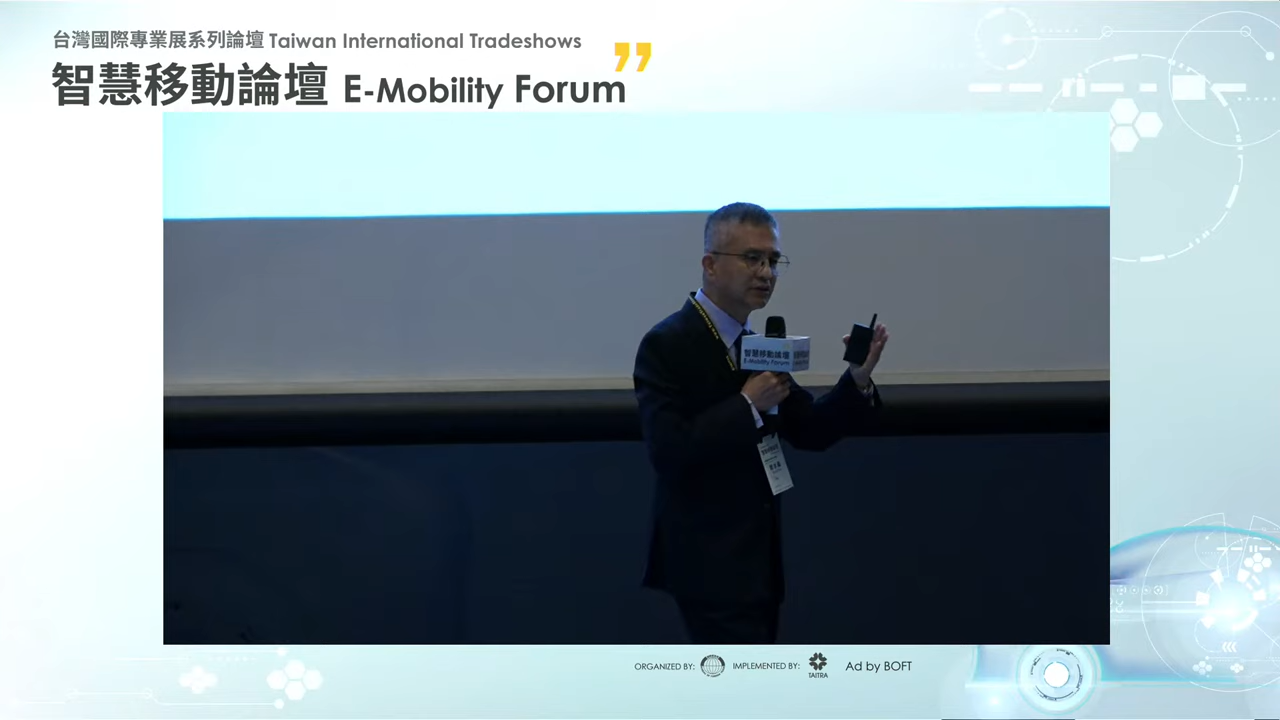 台灣國際專業展系列論壇 Taiwan International Tradeshows
智慧移動論壇 E-Mobility Forum
智慧移動論壇
E-Mobility Forum
ORGANIZED BY:
IMPLEMENTED BY:
TAITRA
Ad by BOFT